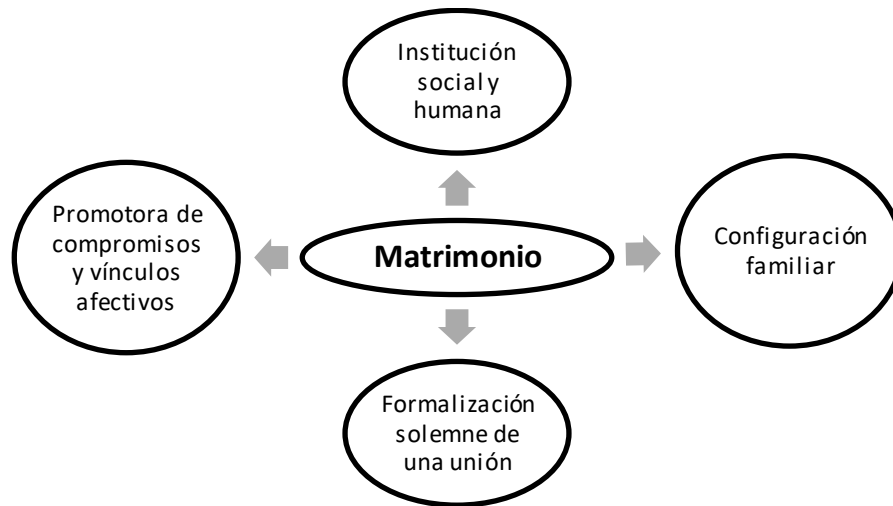 Institución
social y
humana
Promotora de
compromisos
y vínculos
afectivos
Matrimonio
Configuración
familiar
Formalización
solemne de
una unión